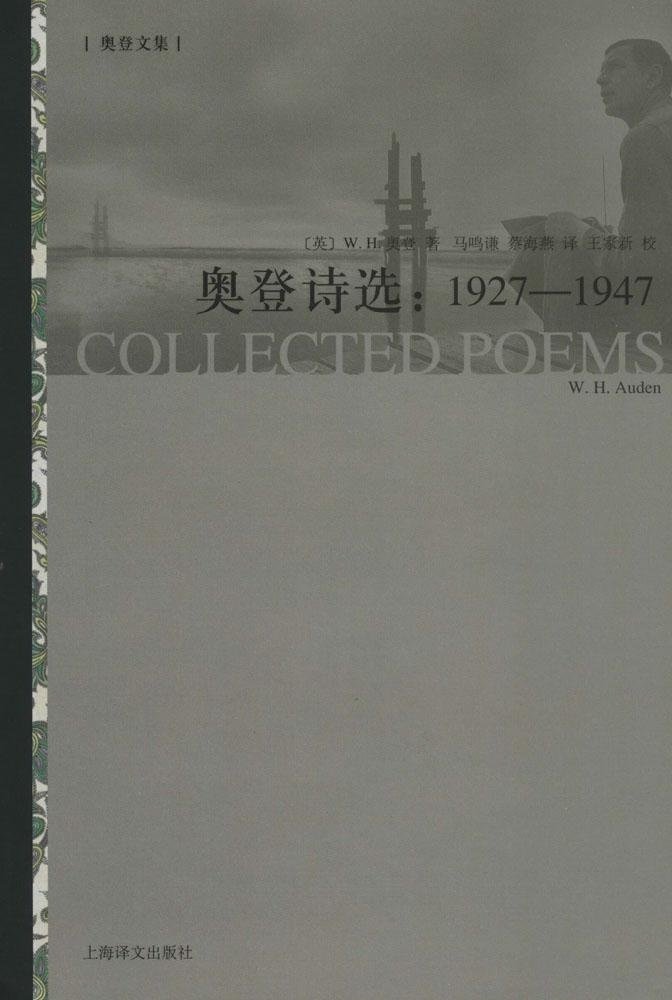 | 奥登文集 |
〔英〕W. H. 奥登 著 马鸣谦 蔡海燕 译 王家新 校
奥登诗选：1927—1947
COLLECTED POEMS
W. H. Auden
上海译文出版社